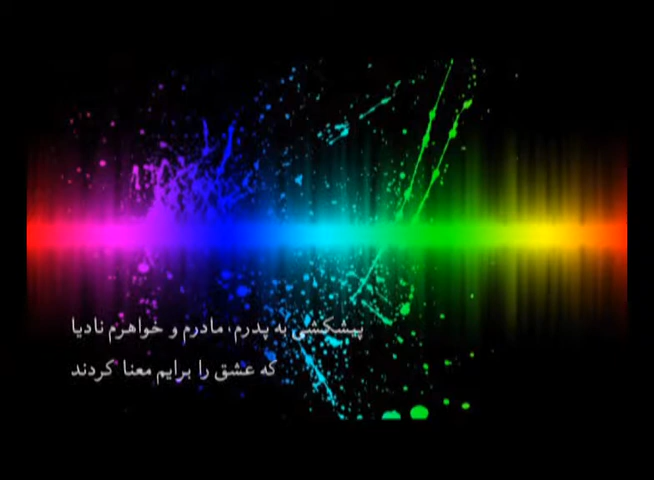 پیشکشی به پدرم، مادرم و خواهرم نادیا
که عشق را برایم معنا کردند